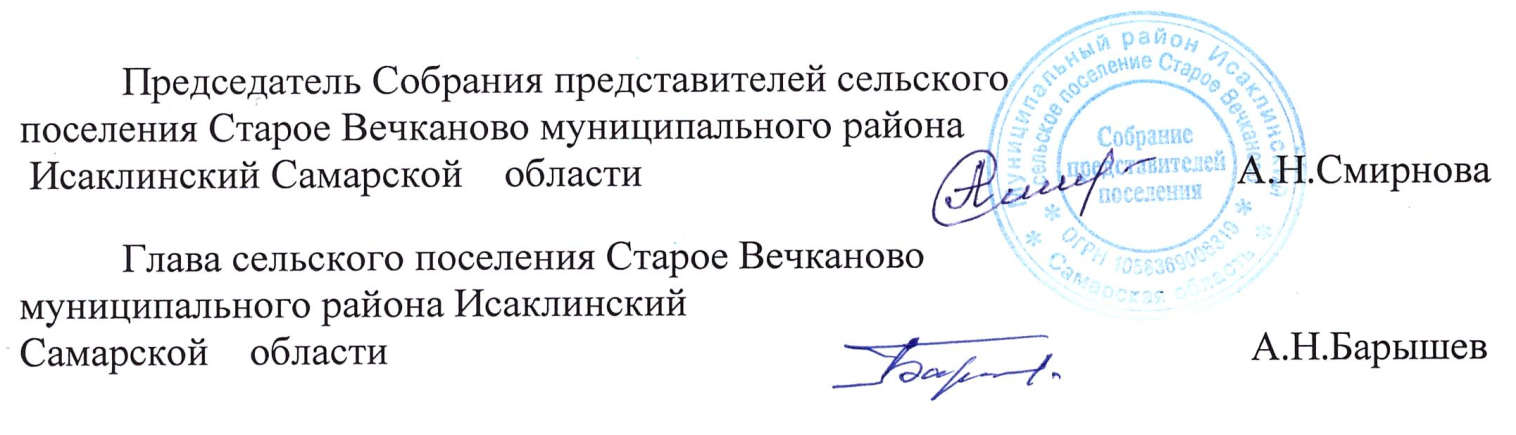 Председатель Собрания представителей сельского
поселения Старое Вечканово муниципального района
Исаклинский Самарской области
А.Н.Смирнова
Муниципальный район Исаклинский
сельское поселение Старое Вечканово
Собрание
представителей
поселения
ОГРН
Самарская область
Глава сельского поселения Старое Вечканово
муниципального района Исаклинский
Самарской области
А.Н.Барышев